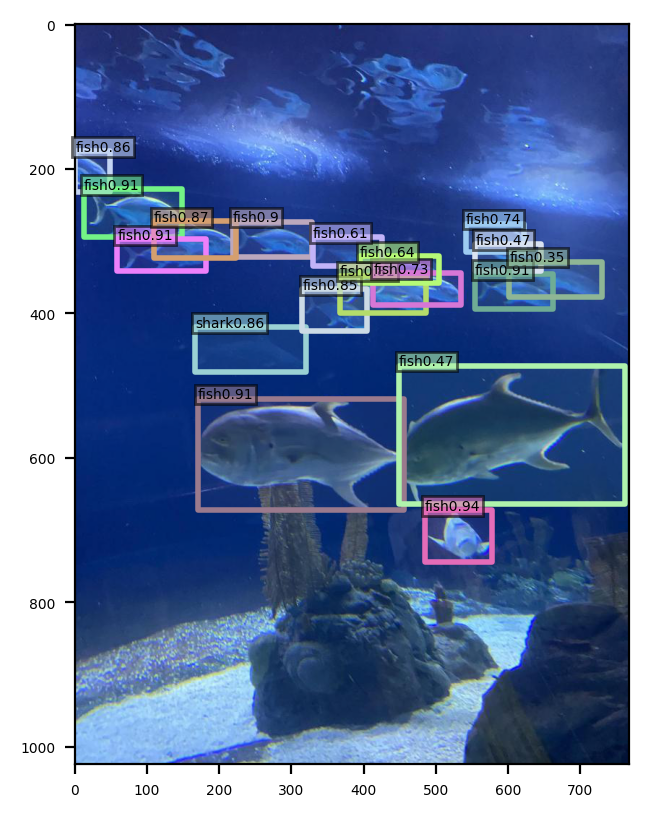 0
200
400
600
800
1000
fish0.86
fish0.91
fish0.87
fish0.9
fish0.91
fish0.61
fish0.74
fish0.47
fish0.64
fish0.35
fish0.73
fish0.91
fish0.85
shark0.86
fish0.47
fish0.91
fish0.94
0 100 200 300 400 500 600 700